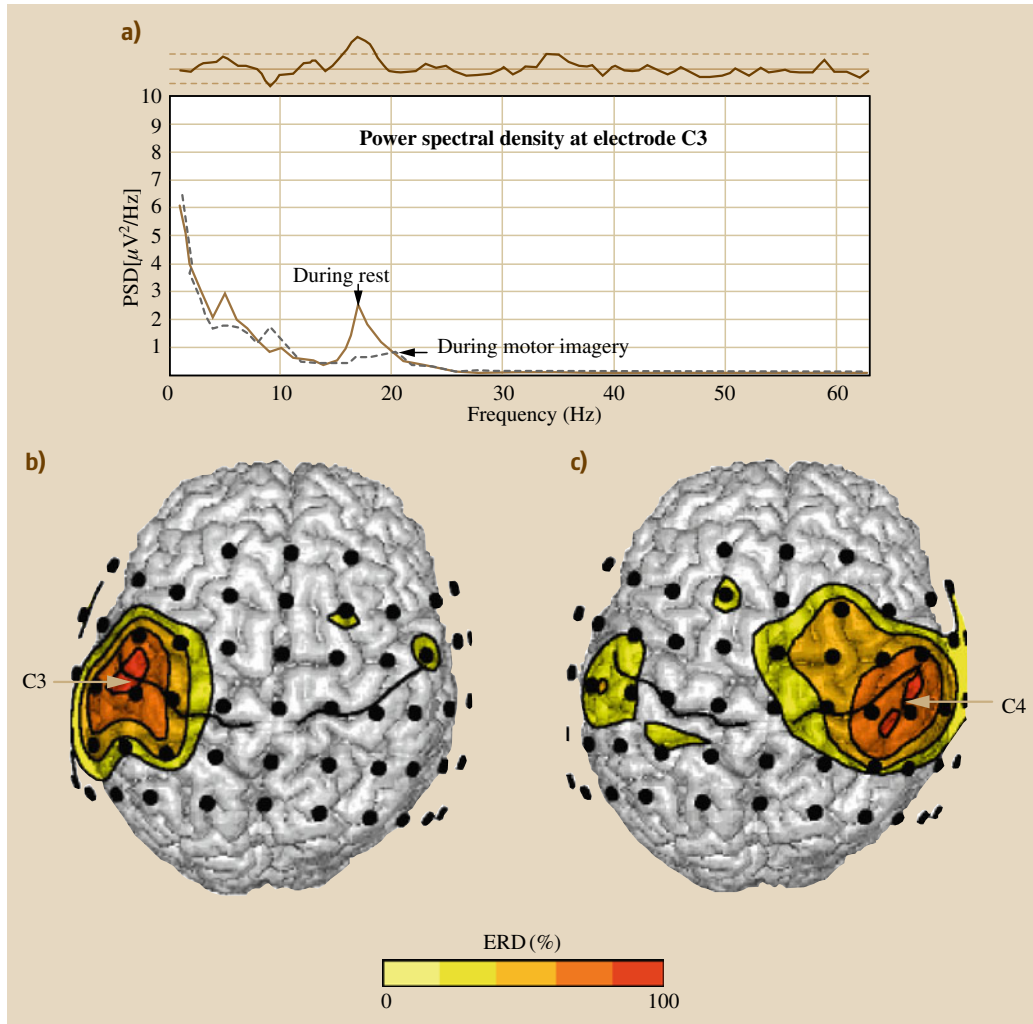 a)
10
9
8
7
6
5
4
3
2
1
PSD[μV²/Hz]
Power spectral density at electrode C3
During rest
During motor imagery
0 10 20 30 40 50 60
Frequency (Hz)
b)
c)
C3
C4
ERD (%)
0 100